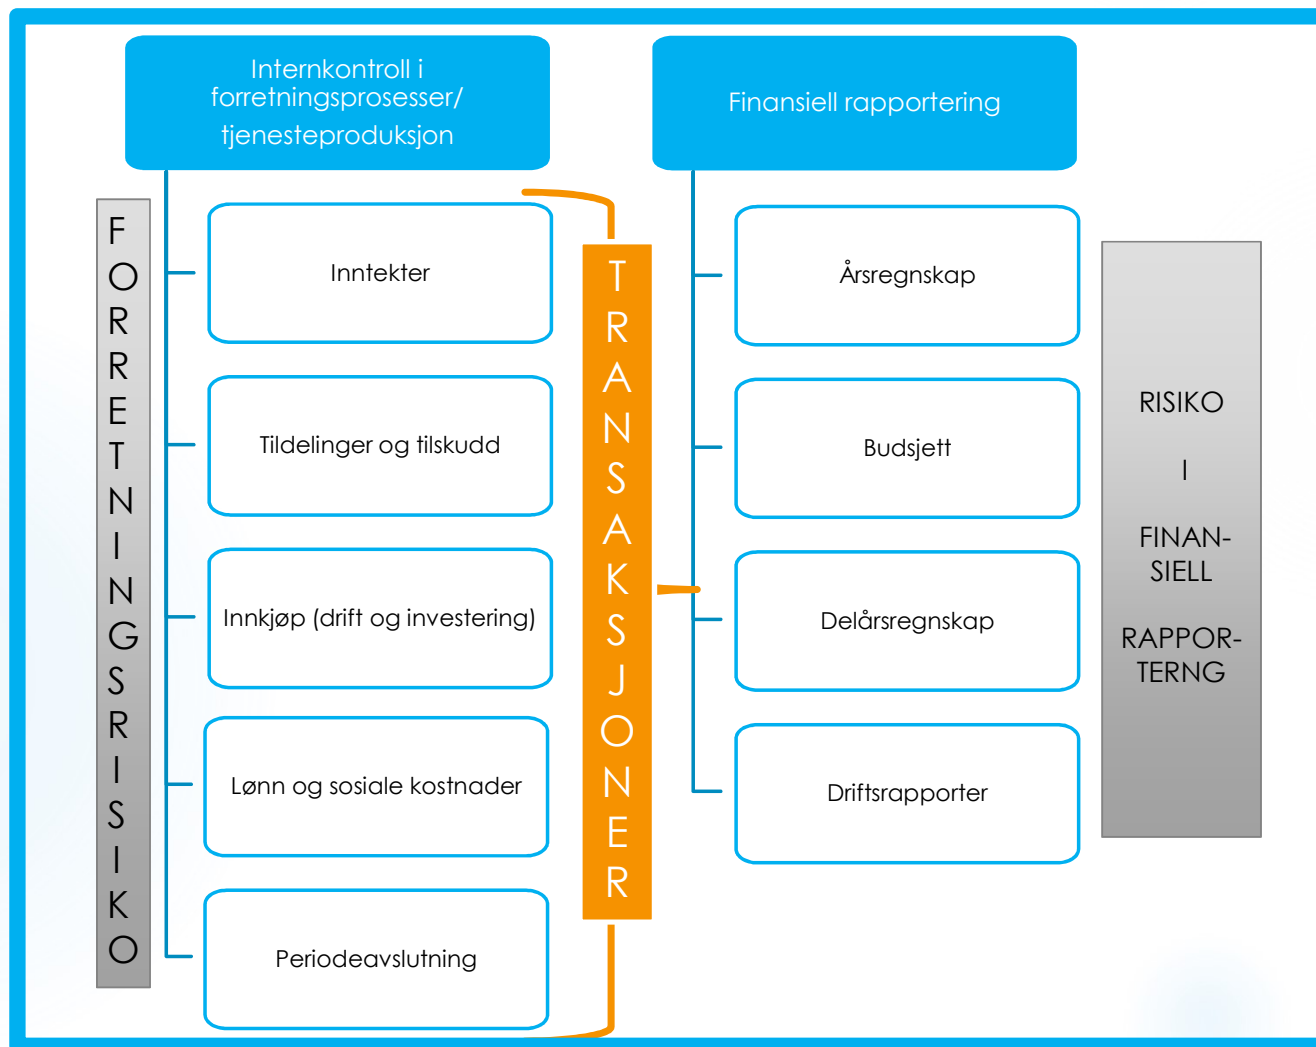 Internkontroll i
forretningsprosesser/
tjenesteproduksjon
Finansiell rapportering
FORRETNINGSRISIKO
Inntekter
Tildelinger og tilskudd
Innkjøp (drift og investering)
Lønn og sosiale kostnader
Periodeavslutning
TRANSAKSJONER
Årsregnskap
Budsjett
Delårsregnskap
Driftsrapporter
RISIKO
I
FINAN-
SIELL
RAPPOR-
TERNG